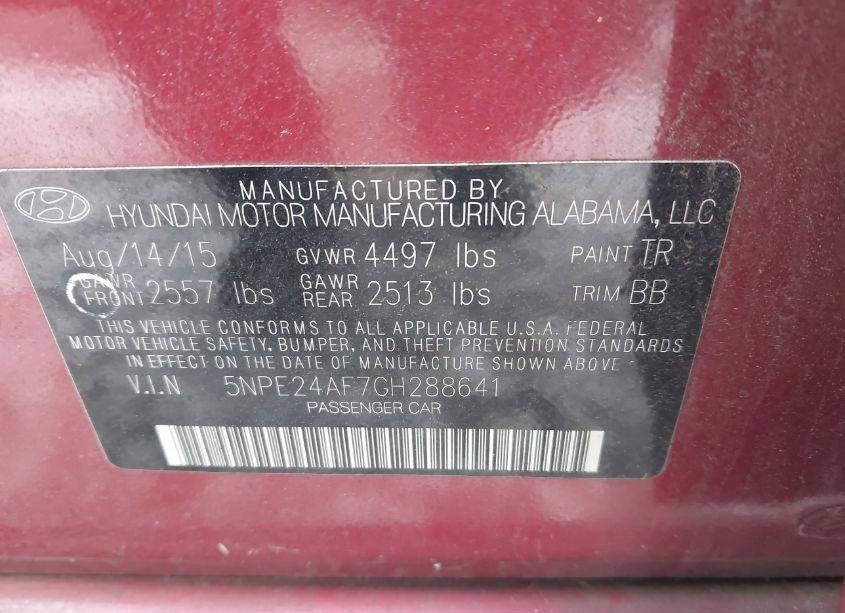 MANUFACTURED BY
HYUNDAI MOTOR MANUFACTURING ALABAMA, LLC
Aug/14/15 GVWR 4497 lbs PAINT TR
GAWR FRONT 2557 lbs GAWR REAR 2513 lbs TRIM BB
THIS VEHICLE CONFORMS TO ALL APPLICABLE U.S.A. FEDERAL
MOTOR VEHICLE SAFETY, BUMPER, AND THEFT PREVENTION STANDARDS
IN EFFECT ON THE DATE OF MANUFACTURE SHOWN ABOVE
V.I.N 5NPE24AF7GH288641
PASSENGER CAR